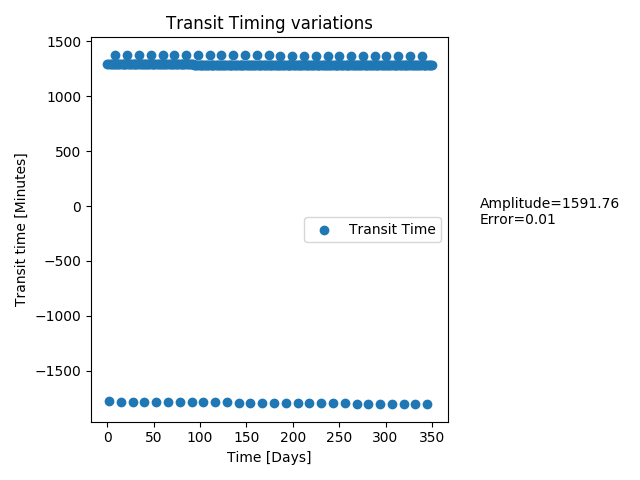 Transit Timing variations
1500
1000
500
0
−500
−1000
−1500
Transit time [Minutes]
Transit Time
0 50 100 150 200 250 300 350
Time [Days]
Amplitude=1591.76
Error=0.01